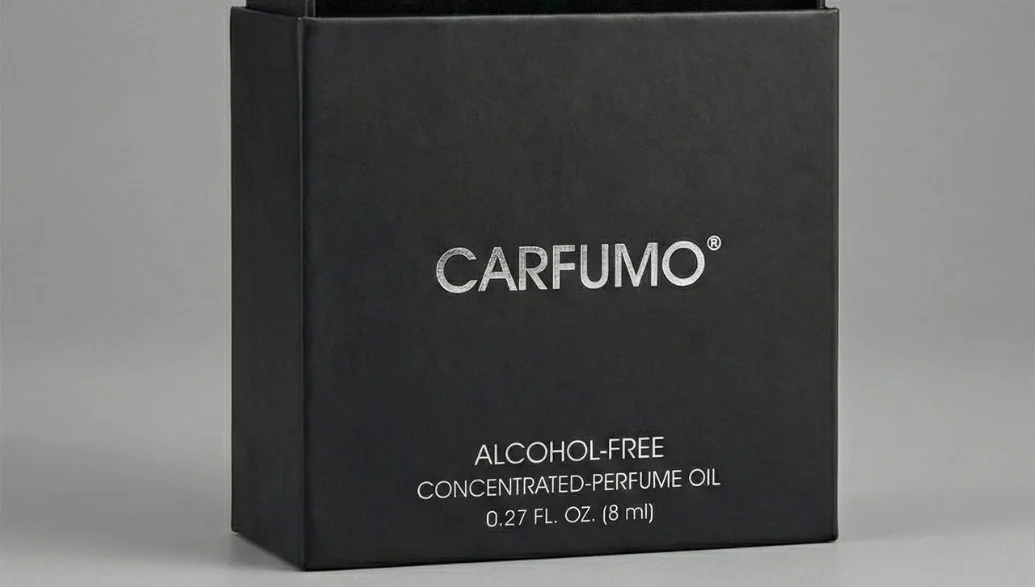 CARFUMO®
ALCOHOL-FREE
CONCENTRATED-PERFUME OIL
0.27 FL. OZ. (8 ml)